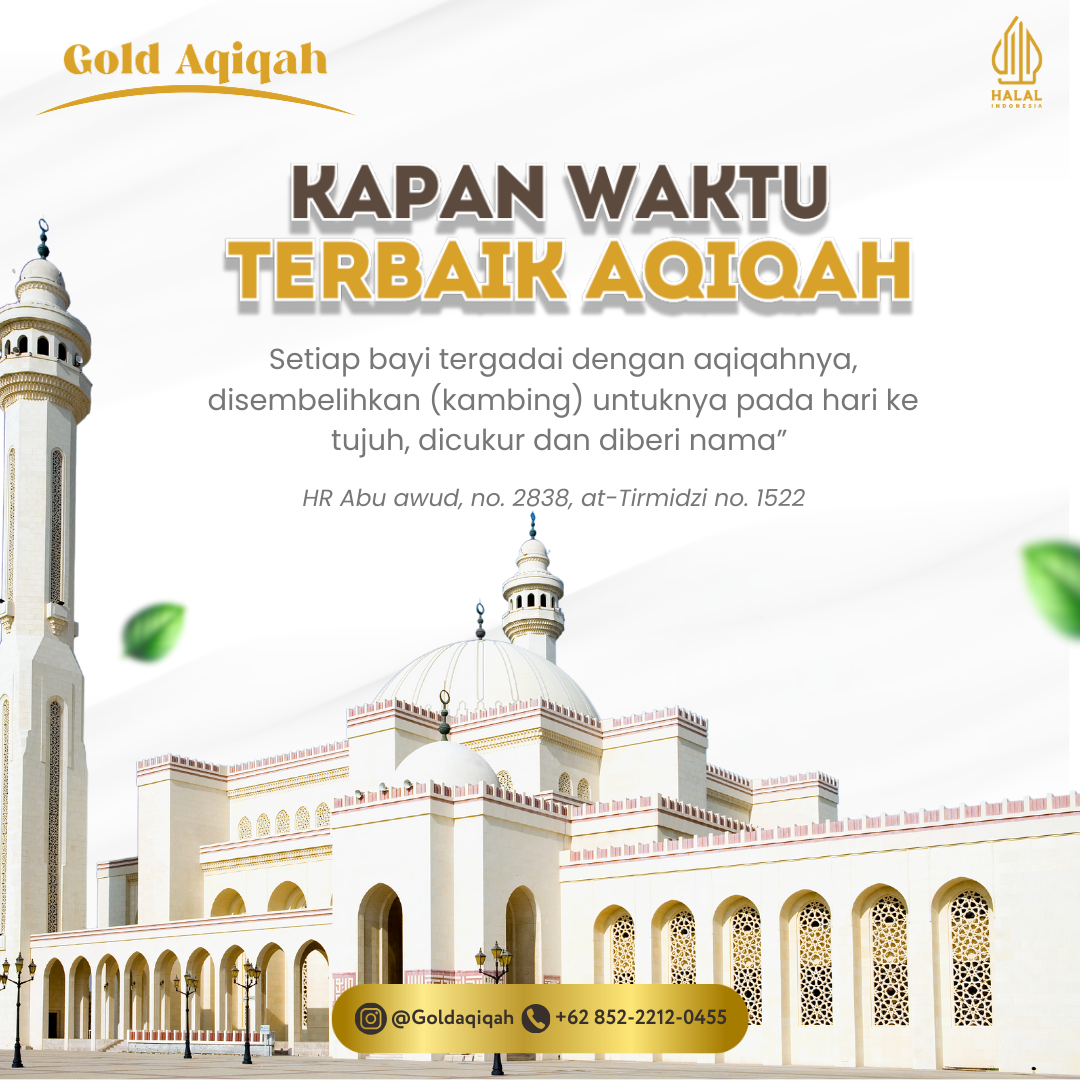 Gold Aqiqah
HALAL
INDONESIA
KAPAN WAKTU
TERBAIK AQIQAH
Setiap bayi tergadai dengan aqiqahnya,
disembelihkan (kambing) untuknya pada hari ke
tujuh, dicukur dan diberi nama”
HR Abu awud, no. 2838, at-Tirmidzi no. 1522
@Goldaqiqah +62 852-2212-0455